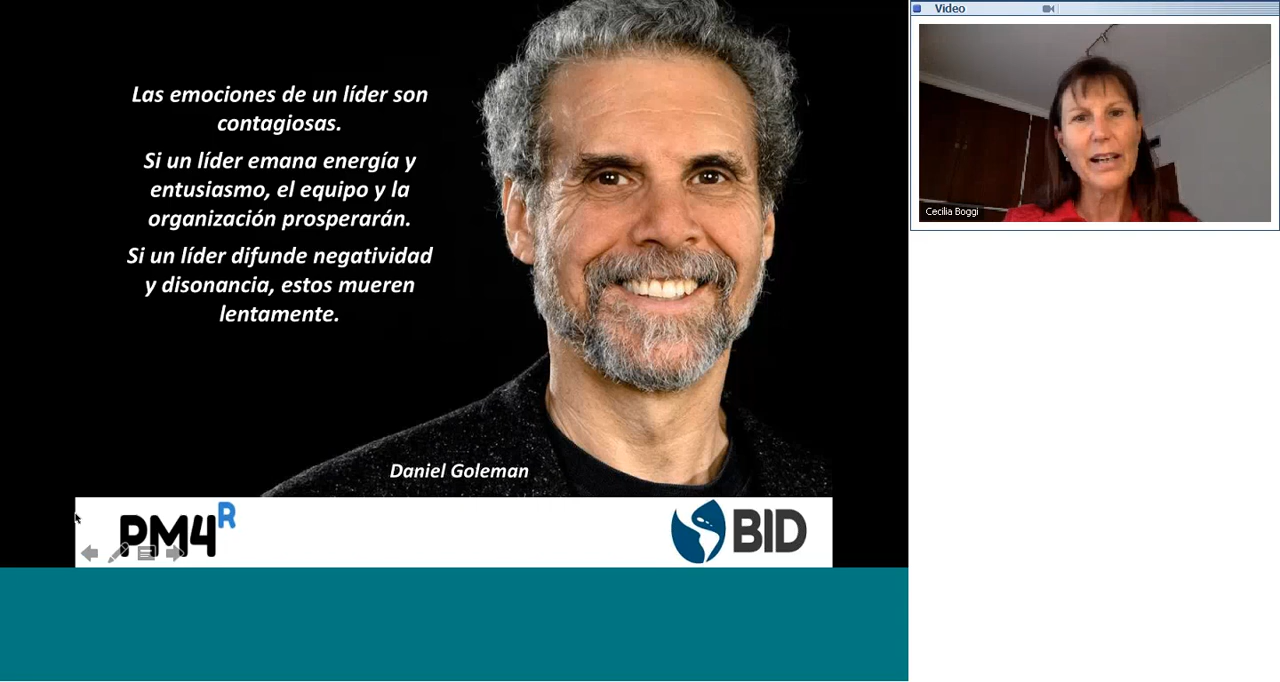 Las emociones de un líder son
contagiosas.
Si un líder emana energía y
entusiasmo, el equipo y la
organización prosperarán.
Si un líder difunde negatividad
y disonancia, estos mueren
lentamente.
Daniel Goleman
PM4R
BID
Video
Cecilia Boggi